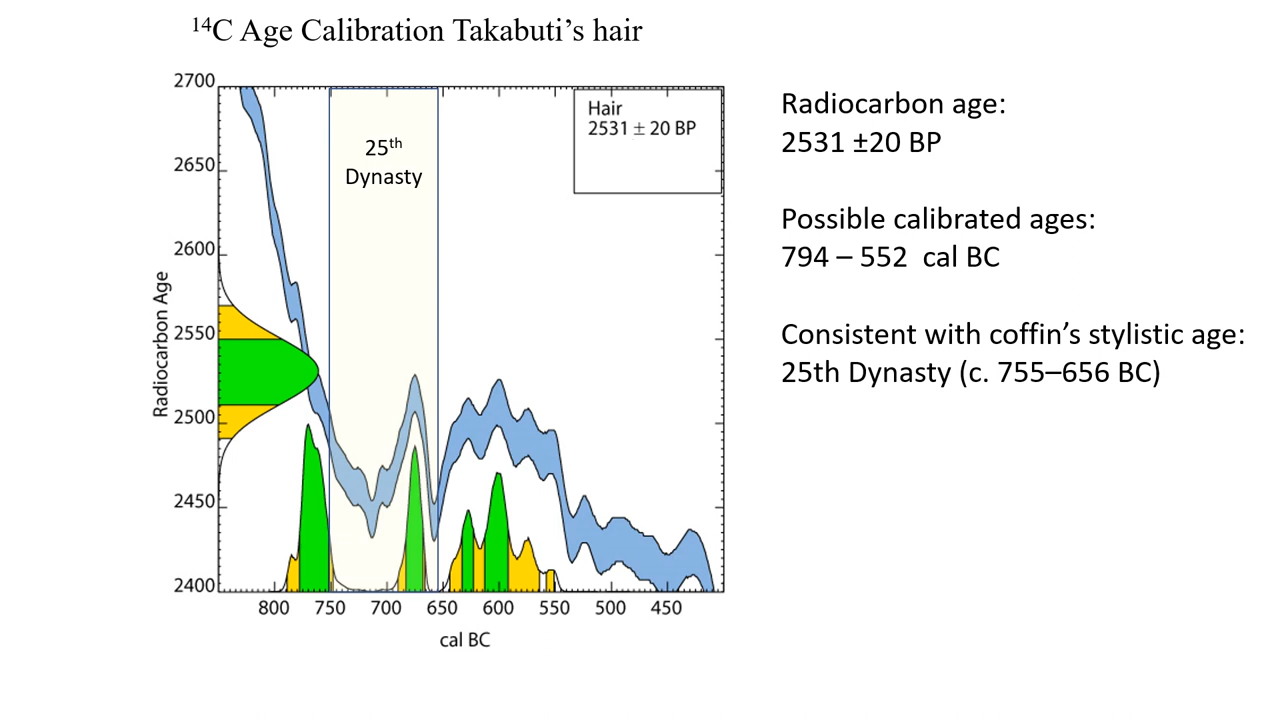 ¹⁴C Age Calibration Takabuti’s hair
2700
2650
2600
2550
2500
2450
2400
Radiocarbon Age
25ᵗʰ
Dynasty
Hair
2531 ± 20 BP
800 750 700 650 600 550 500 450
cal BC
Radiocarbon age:
2531 ±20 BP
Possible calibrated ages:
794 – 552  cal BC
Consistent with coffin’s stylistic age:
25th Dynasty (c. 755–656 BC)